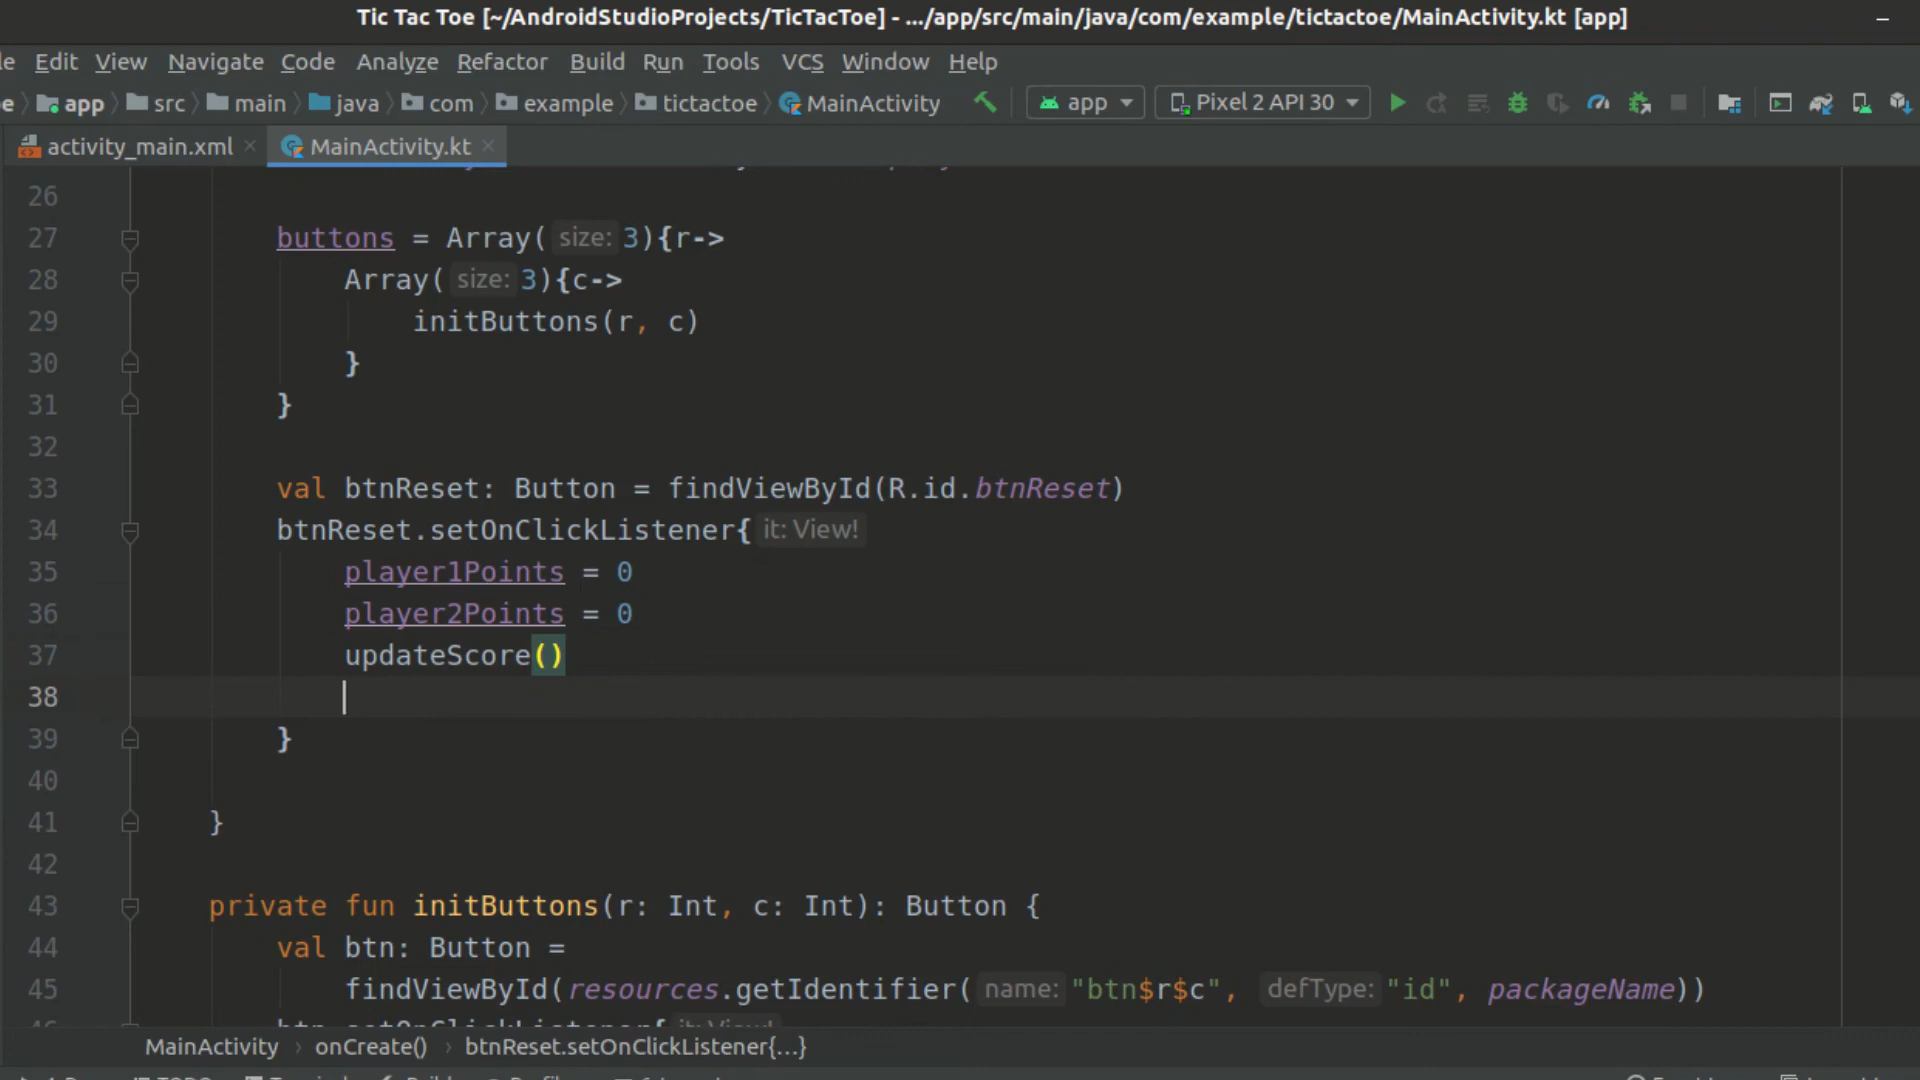 Tic Tac Toe [~/AndroidStudioProjects/TicTacToe] - .../app/src/main/java/com/example/tictactoe/MainActivity.kt [app]
Edit View Navigate Code Analyze Refactor Build Run Tools VCS Window Help
app src main java com example tictactoe MainActivity app Pixel 2 API 30
activity_main.xml MainActivity.kt
26
27 buttons = Array( size: 3){r->
28 Array( size: 3){c->
29 initButtons(r, c)
30 }
31 }
32
33 val btnReset: Button = findViewById(R.id.btnReset)
34 btnReset.setOnClickListener{ it: View!
35 player1Points = 0
36 player2Points = 0
37 updateScore()
38
39 }
40
41 }
42
43 private fun initButtons(r: Int, c: Int): Button {
44 val btn: Button =
45 findViewById(resources.getIdentifier( name: "btn$r$c", defType: "id", packageName))
btn.setOnClickListener{ it: View!
MainActivity › onCreate() › btnReset.setOnClickListener{...}